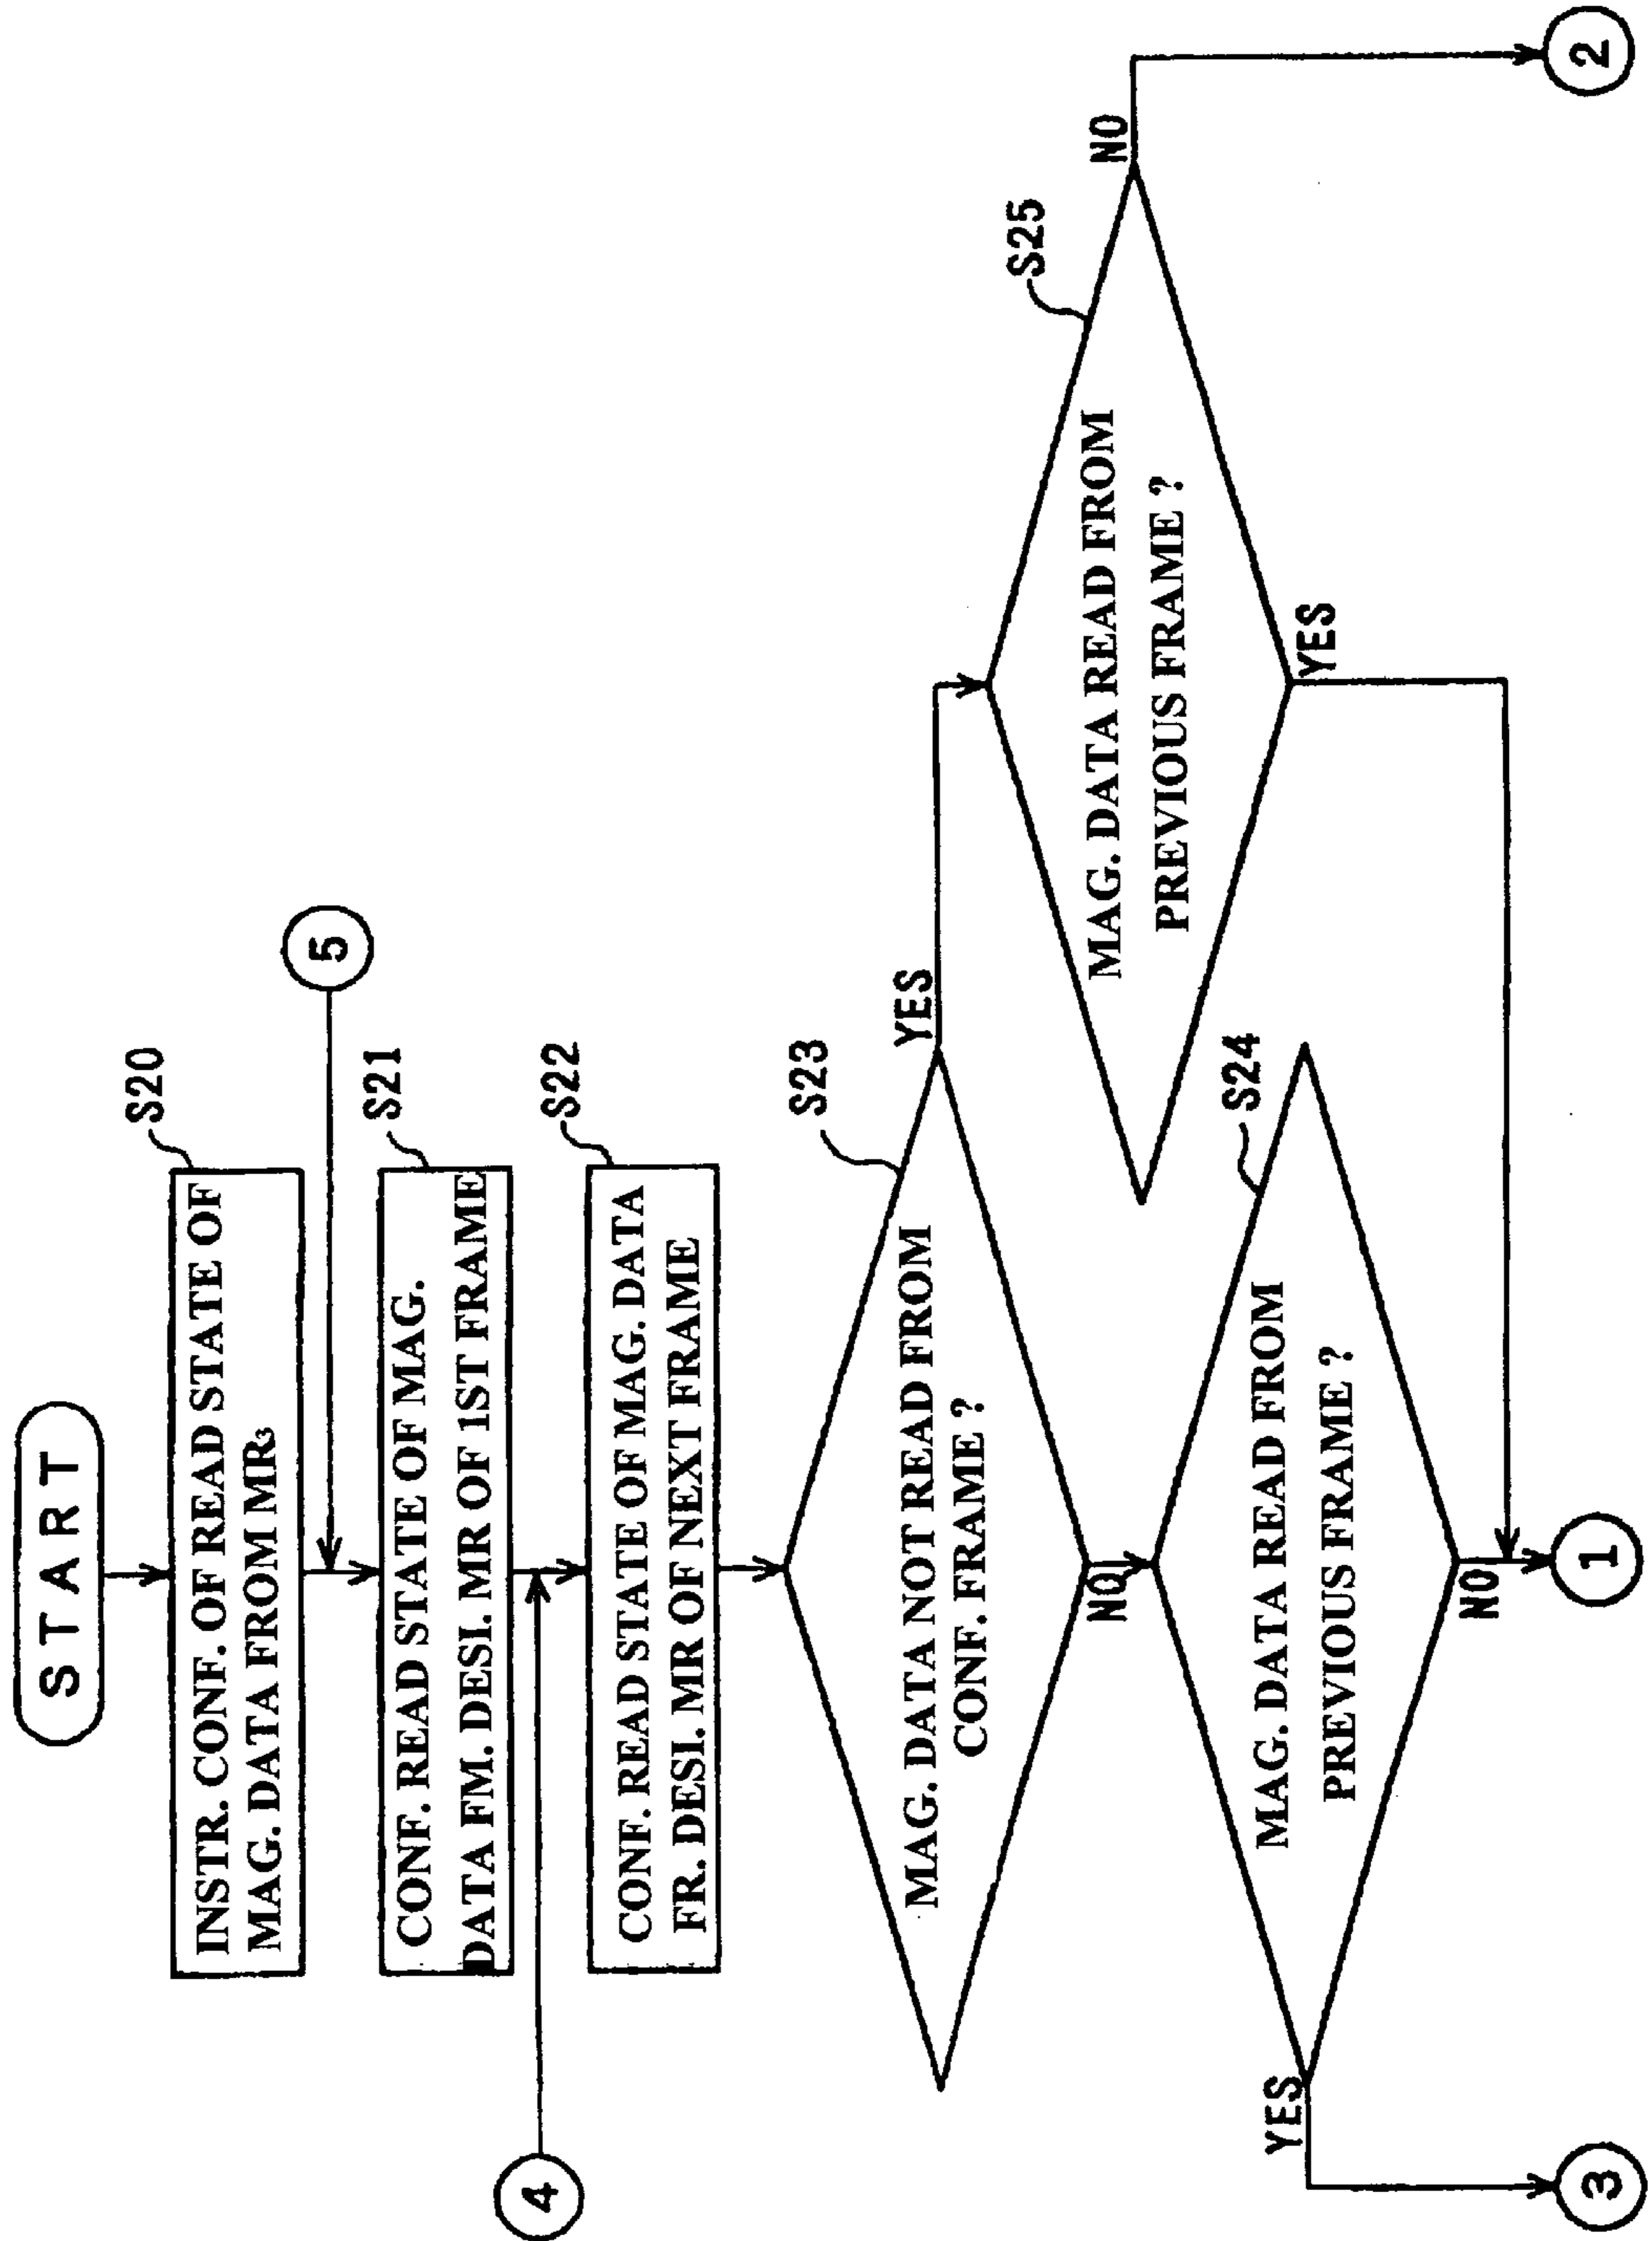 START
S20
INSTR. CONF. OF READ STATE OF
MAG. DATA FROM MR3
5
S21
CONF. READ STATE OF MAG.
DATA FM. DESI. MR OF 1ST FRAME
4
S22
CONF. READ STATE OF MAG. DATA
FR. DESI. MR OF NEXT FRAME
S23
MAG. DATA NOT READ FROM
CONF. FRAME ?
YES
NO
S25
MAG. DATA READ FROM
PREVIOUS FRAME ?
NO
YES
S24
MAG. DATA READ FROM
PREVIOUS FRAME ?
YES
NO
3
1
2